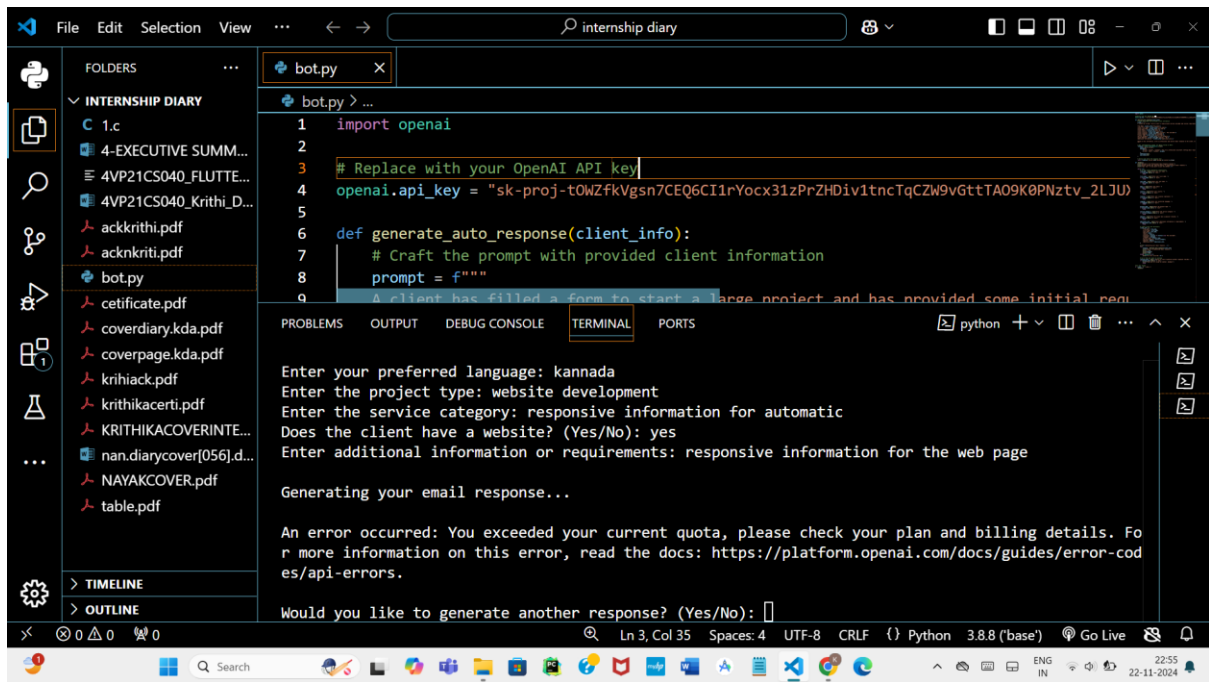 File Edit Selection View ··· internship diary
FOLDERS ···
INTERNSHIP DIARY
C 1.c
4-EXECUTIVE SUMM...
4VP21CS040_FLUTTE...
4VP21CS040_Krithi_D...
ackkrithi.pdf
acknkriti.pdf
bot.py
cetificate.pdf
coverdiary.kda.pdf
coverpage.kda.pdf
krihiack.pdf
krithikacerti.pdf
KRITHIKACOVERINTE...
nan.diarycover[056].d...
NAYAKCOVER.pdf
table.pdf
TIMELINE
OUTLINE
1
bot.py
bot.py > ...
1 import openai
2
3 # Replace with your OpenAI API key
4 openai.api_key =
5
6 def generate_auto_response(client_info):
7 # Craft the prompt with provided client information
8 prompt = f"""
9 A client has filled a form to start a large project and has provided some initial requ
PROBLEMS OUTPUT DEBUG CONSOLE TERMINAL PORTS python
Enter your preferred language: kannada
Enter the project type: website development
Enter the service category: responsive information for automatic
Does the client have a website? (Yes/No): yes
Enter additional information or requirements: responsive information for the web page
Generating your email response...
An error occurred: You exceeded your current quota, please check your plan and billing details. Fo
r more information on this error, read the docs: https://platform.openai.com/docs/guides/error-cod
es/api-errors.
Would you like to generate another response? (Yes/No):
0 0 0 Ln 3, Col 35 Spaces: 4 UTF-8 CRLF {} Python 3.8.8 ('base') Go Live
Search ENG 22:55
IN 22-11-2024